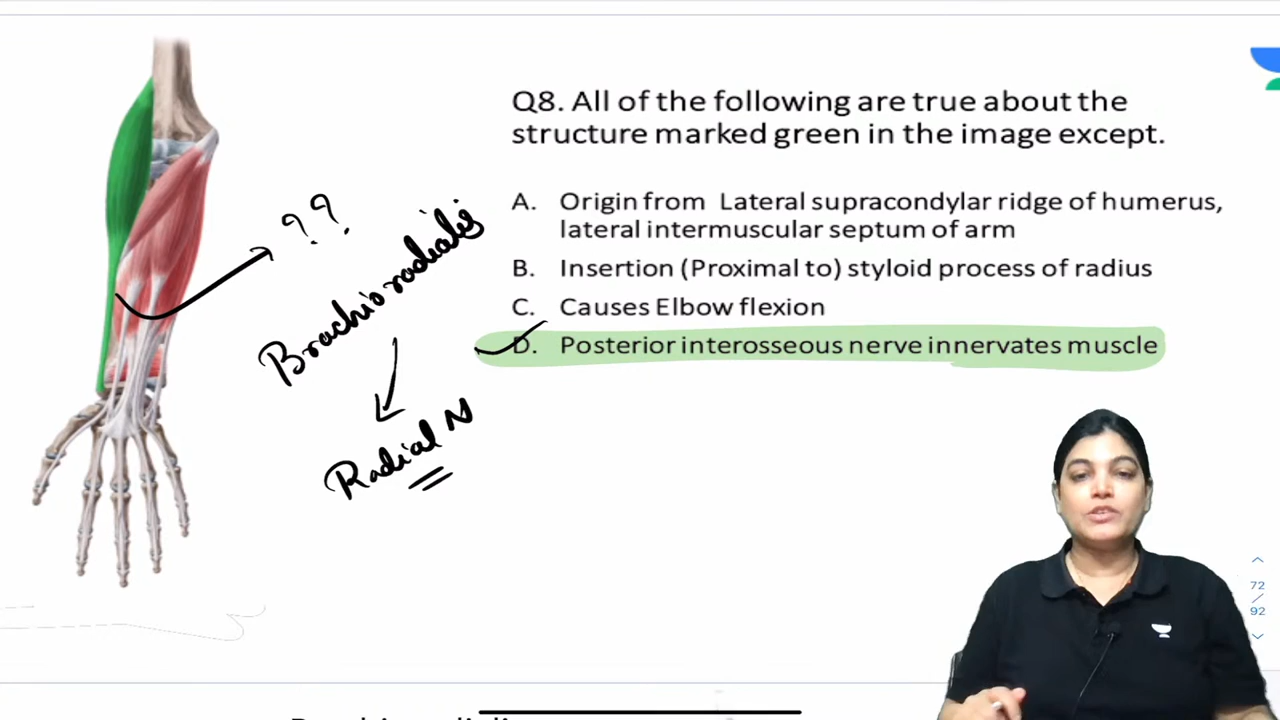 Q8. All of the following are true about the
structure marked green in the image except.
A. Origin from Lateral supracondylar ridge of humerus,
lateral intermuscular septum of arm
B. Insertion (Proximal to) styloid process of radius
C. Causes Elbow flexion
D. Posterior interosseous nerve innervates muscle
??
Brachioradialis
Radial N
72
/
92